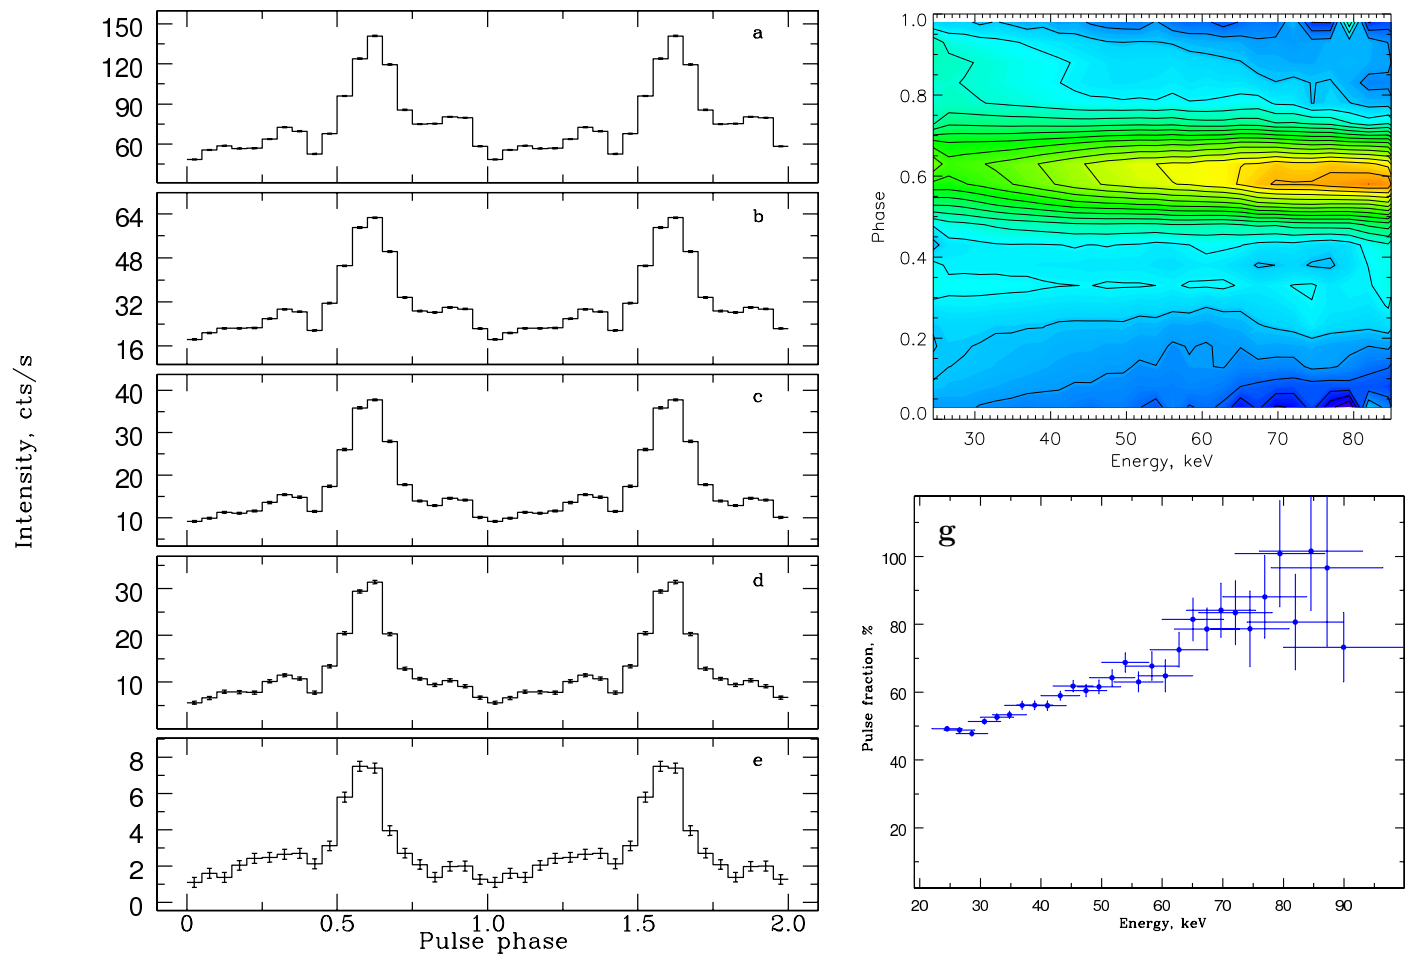 Intensity, cts/s
150
120
90
60
a
64
48
32
16
b
40
30
20
10
c
30
20
10
d
8
6
4
2
0
e
0 0.5 1.0 1.5 2.0
Pulse phase
Phase
1.0
0.8
0.6
0.4
0.2
0.0
30 40 50 60 70 80
Energy, keV
g
Pulse fraction, %
100
80
60
40
20
20 30 40 50 60 70 80 90
Energy, keV